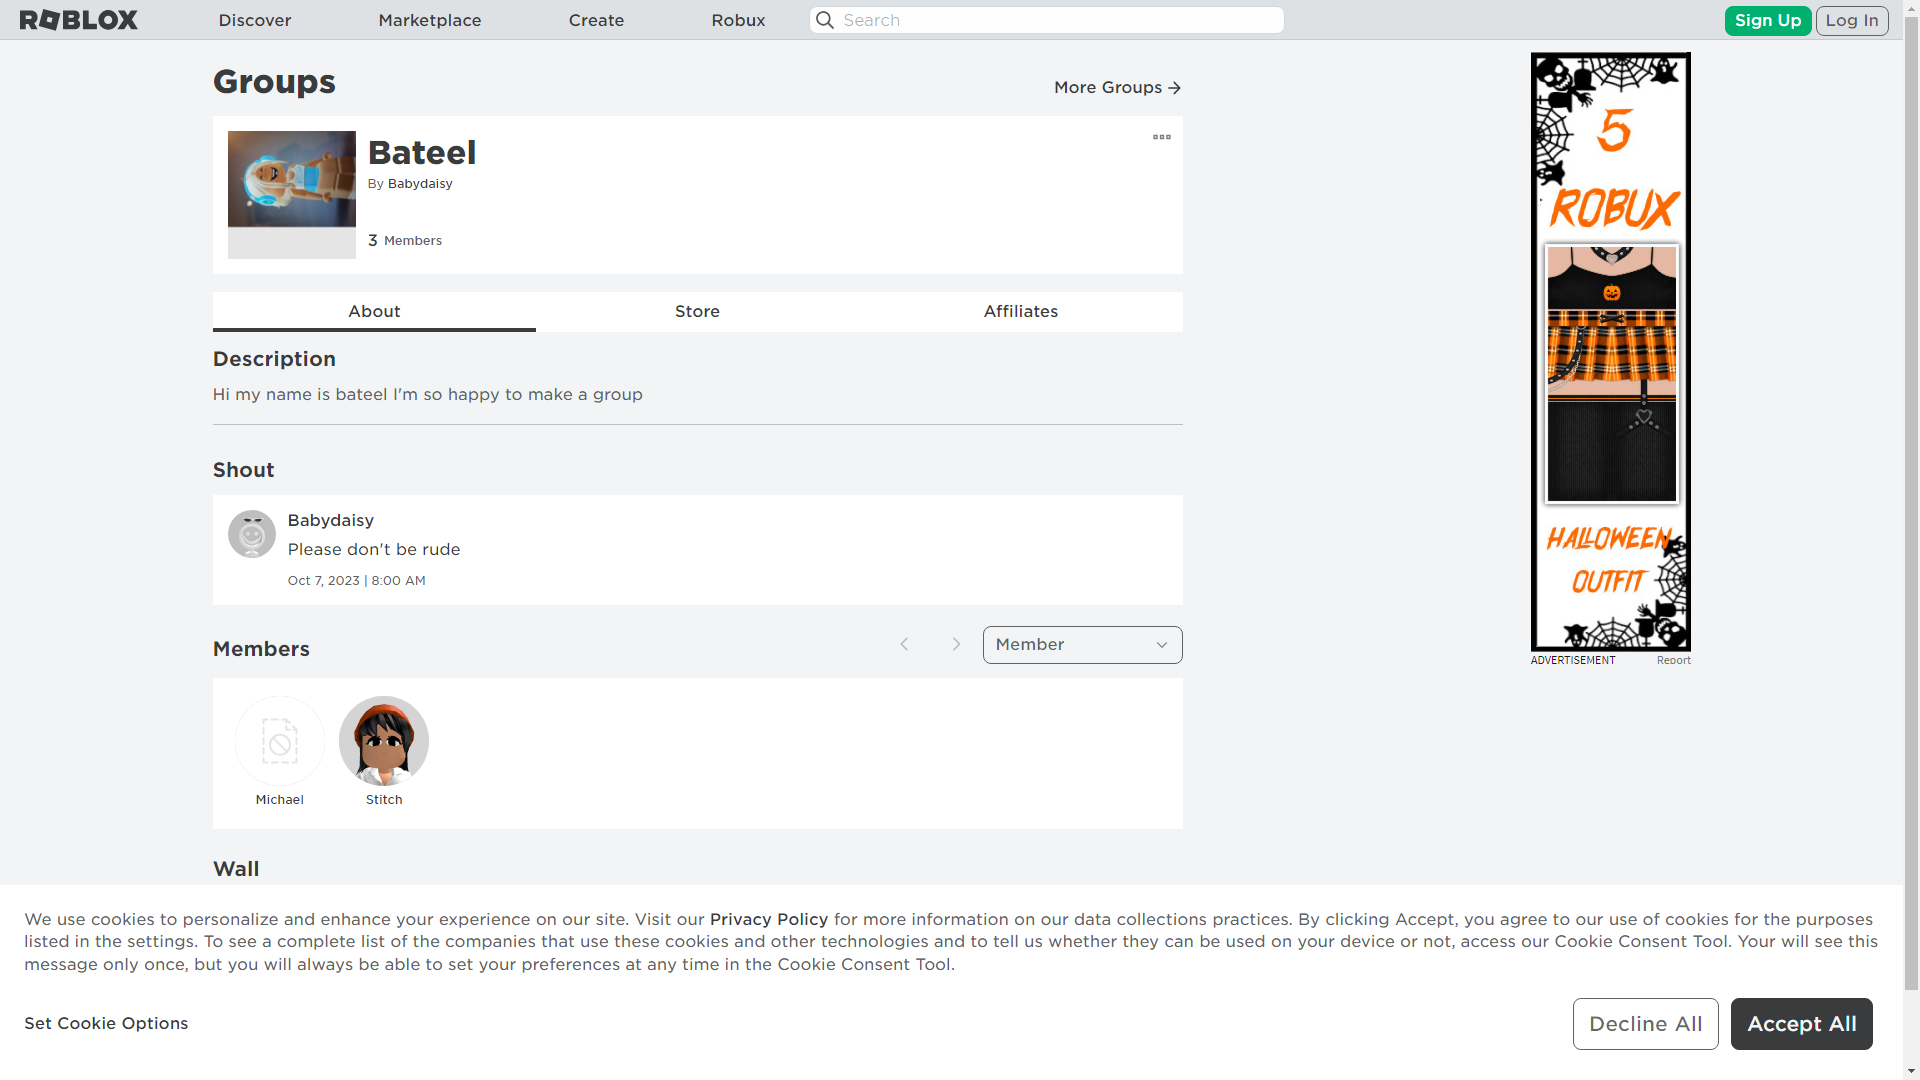 ROBLOX
Discover
Marketplace
Create
Robux
Search
Sign Up
Log In
Groups
More Groups
Bateel
By Babydaisy
3 Members
About
Store
Affiliates
Description
Hi my name is bateel I'm so happy to make a group
Shout
Babydaisy
Please don't be rude
Oct 7, 2023 | 8:00 AM
Members
Member
Michael
Stitch
Wall
5
ROBUX
HALLOWEEN
OUTFIT
ADVERTISEMENT
Report
We use cookies to personalize and enhance your experience on our site. Visit our Privacy Policy for more information on our data collections practices. By clicking Accept, you agree to our use of cookies for the purposes
listed in the settings. To see a complete list of the companies that use these cookies and other technologies and to tell us whether they can be used on your device or not, access our Cookie Consent Tool. Your will see this
message only once, but you will always be able to set your preferences at any time in the Cookie Consent Tool.
Set Cookie Options
Decline All
Accept All